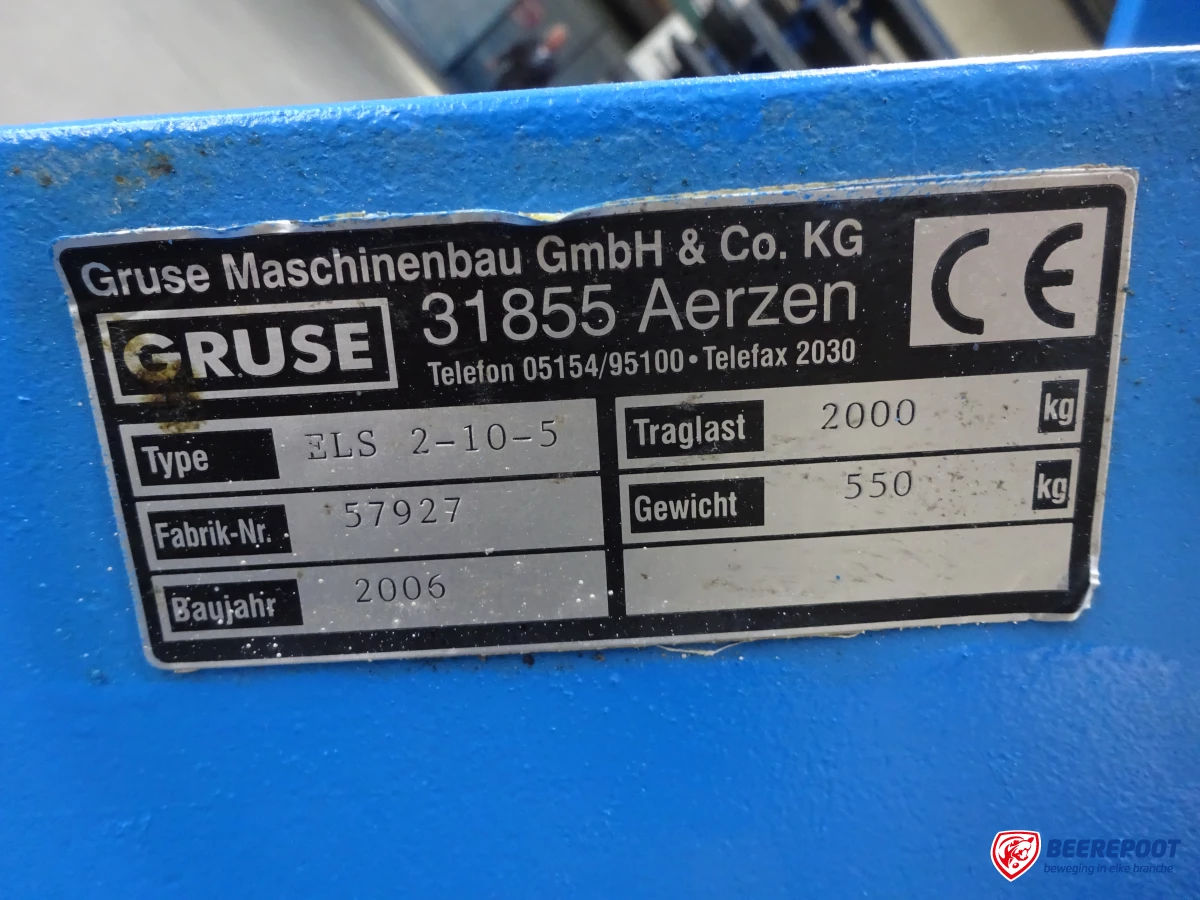 Gruse Maschinenbau GmbH & Co. KG
GRUSE
31855 Aerzen
Telefon 05154/95100 • Telefax 2030
CE
Type ELS 2-10-5
Fabrik-Nr. 57927
Baujahr 2006
Traglast 2000 kg
Gewicht 550 kg
BEEREPOOT
beweging in elke branche